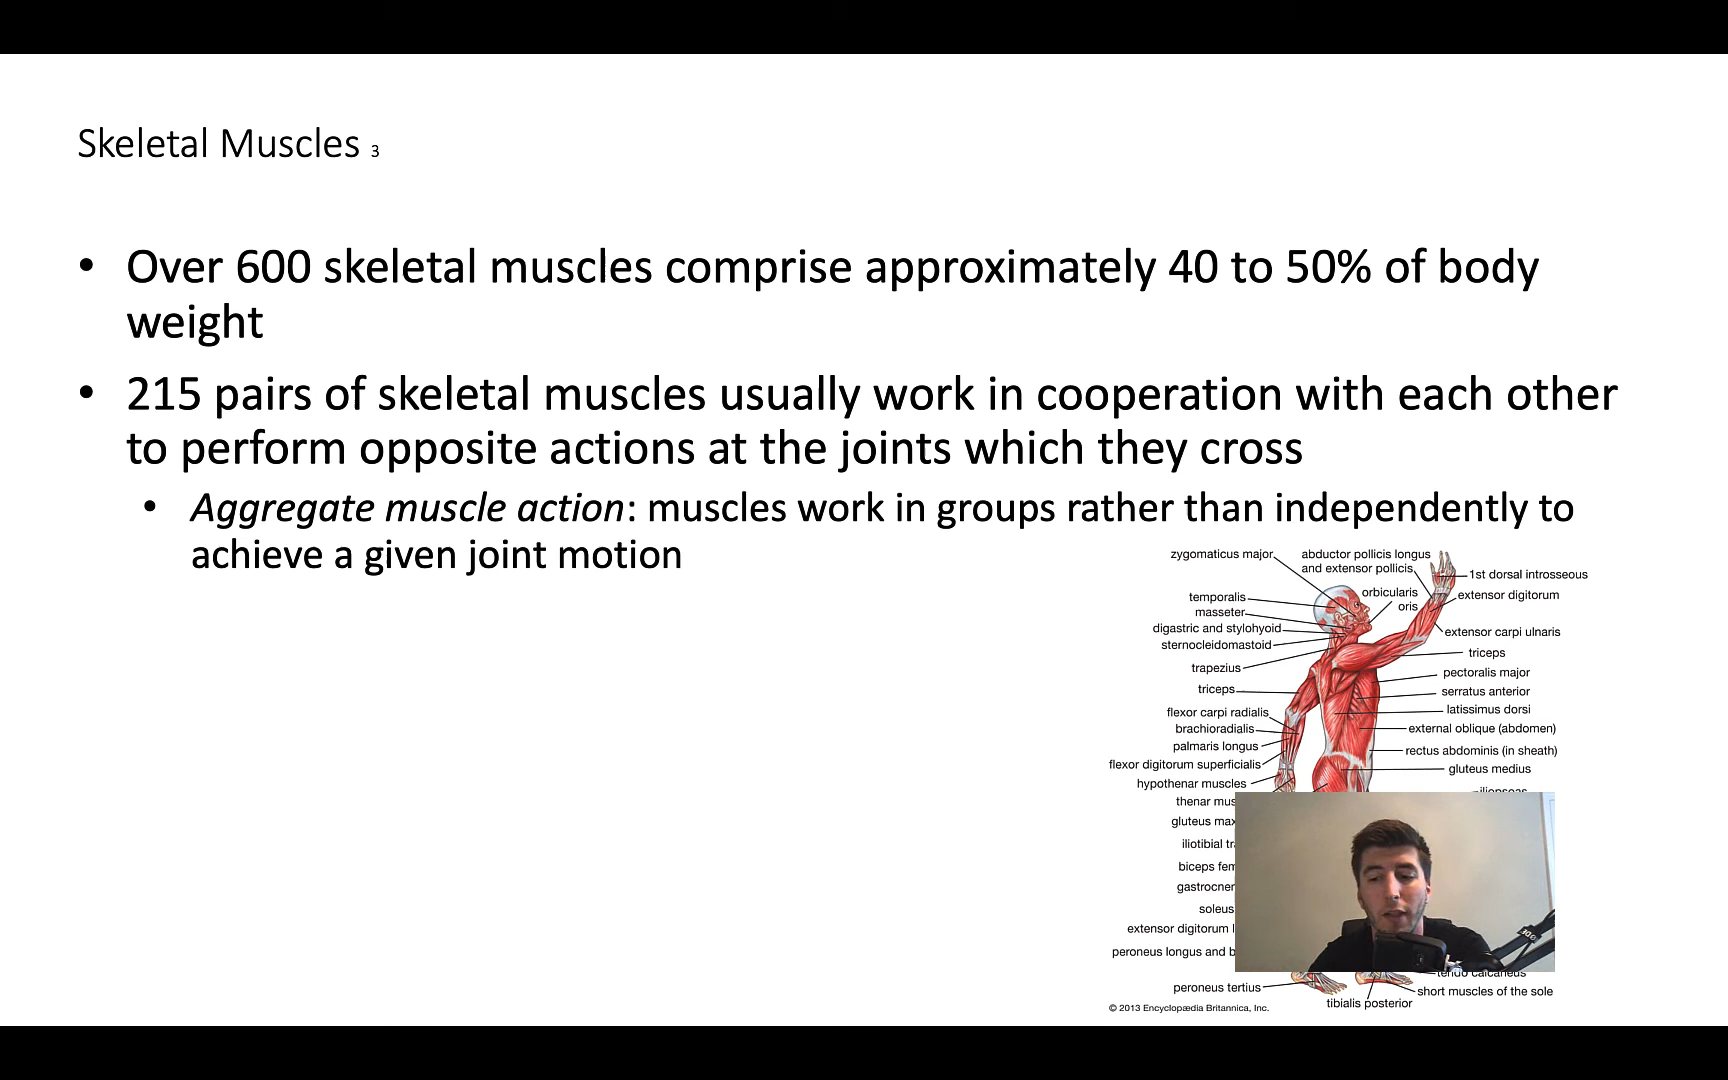 Skeletal Muscles 3
• Over 600 skeletal muscles comprise approximately 40 to 50% of body
weight
• 215 pairs of skeletal muscles usually work in cooperation with each other
to perform opposite actions at the joints which they cross
• Aggregate muscle action: muscles work in groups rather than independently to
achieve a given joint motion
zygomaticus major
abductor pollicis longus
and extensor pollicis
1st dorsal introsseous
temporalis
orbicularis
oris
extensor digitorum
masseter
digastric and stylohyoid
extensor carpi ulnaris
sternocleidomastoid
triceps
trapezius
pectoralis major
triceps
serratus anterior
flexor carpi radialis
latissimus dorsi
brachioradialis
external oblique (abdomen)
palmaris longus
rectus abdominis (in sheath)
flexor digitorum superficialis
gluteus medius
hypothenar muscles
thenar mus
gluteus max
iliotibial tr
biceps fem
gastrocne
soleus
extensor digitorum l
peroneus longus and b
tendo calcaneus
peroneus tertius
short muscles of the sole
tibialis posterior
© 2013 Encyclopædia Britannica, Inc.